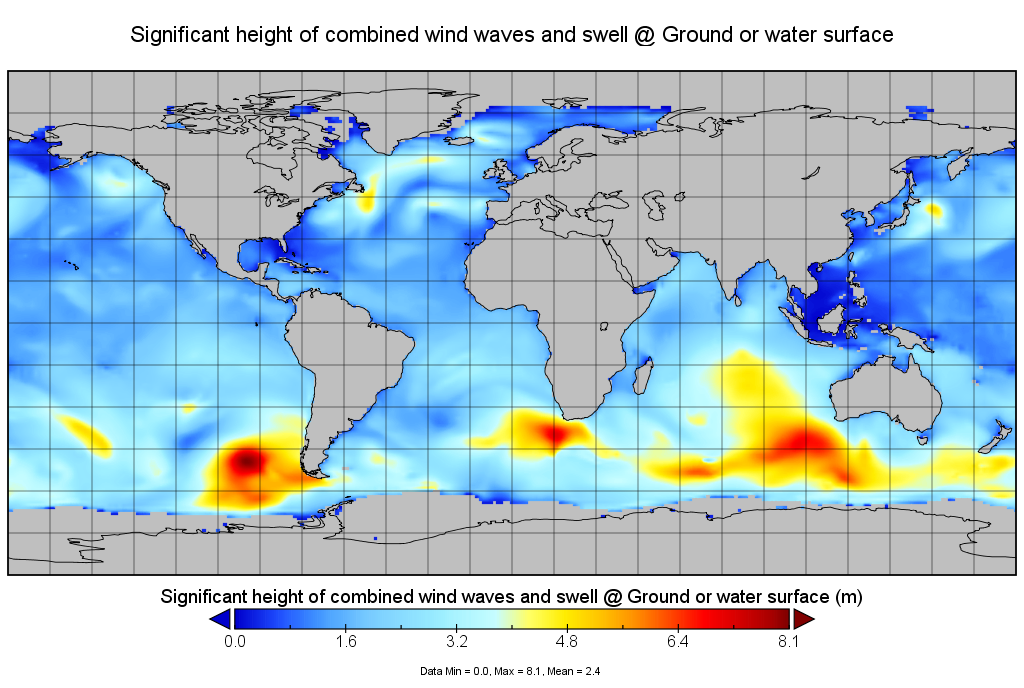 Significant height of combined wind waves and swell @ Ground or water surface
Significant height of combined wind waves and swell @ Ground or water surface (m)
0.0 1.6 3.2 4.8 6.4 8.1
Data Min = 0.0, Max = 8.1, Mean = 2.4